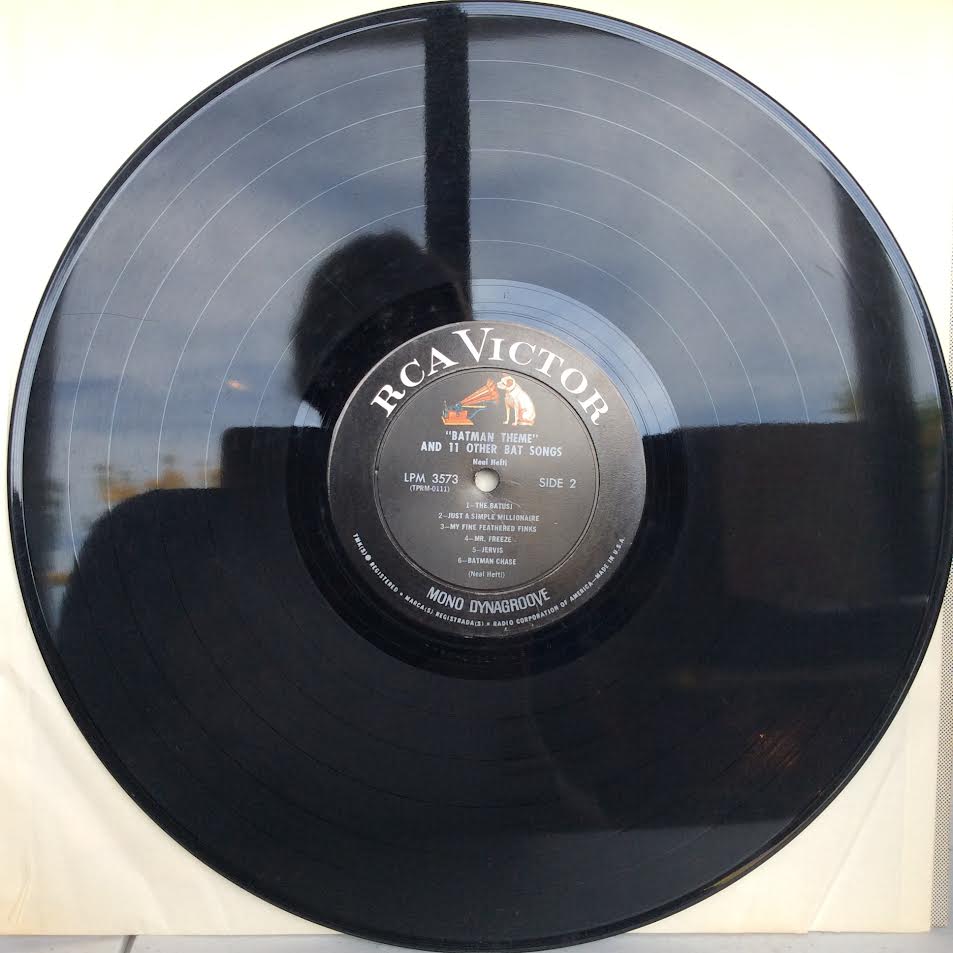 RCA VICTOR
"BATMAN THEME"
AND 11 OTHER BAT SONGS
Neal Hefti
LPM 3573
(TPRM-0111)
SIDE 2
1—THE BATUSI
2—JUST A SIMPLE MILLIONAIRE
3—MY FINE FEATHERED FINKS
4—MR. FREEZE
5—JERVIS
6—BATMAN CHASE
(Neal Hefti)
MONO DYNAGROOVE
TMK(S) ® REGISTERED • MARCA(S) REGISTRADA(S) • RADIO CORPORATION OF AMERICA—MADE IN U.S.A.